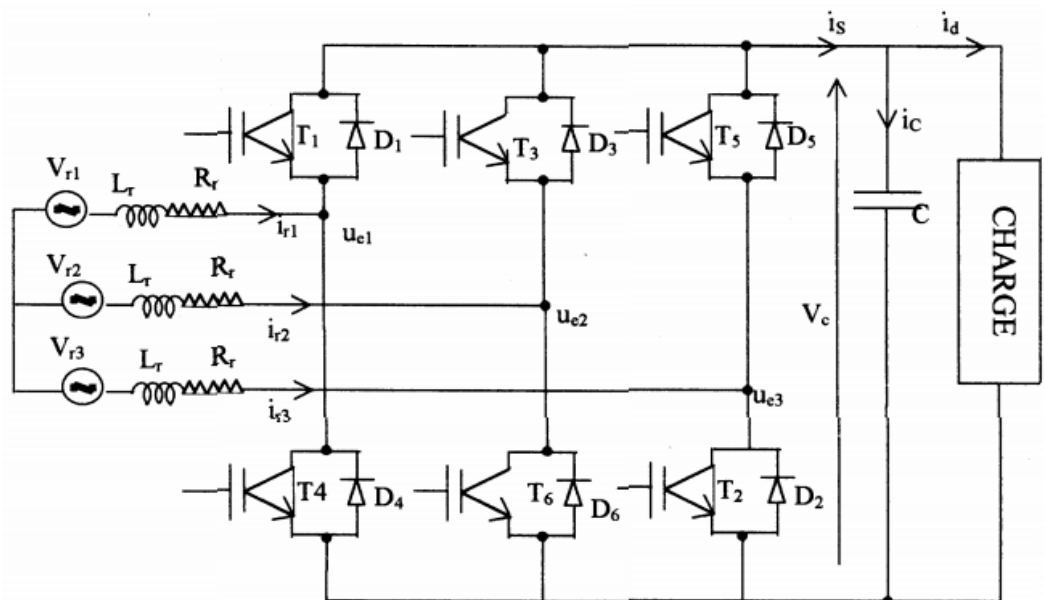 i_S i_d
T_1 D_1 T_3 D_3 T_5 D_5 i_C
V_r1 L_r R_r
i_r1 u_e1
C
V_r2 L_r R_r
i_r2 u_e2
V_c
CHARGE
V_r3 L_r R_r
i_r3 u_e3
T4 D_4 T_6 D_6 T_2 D_2